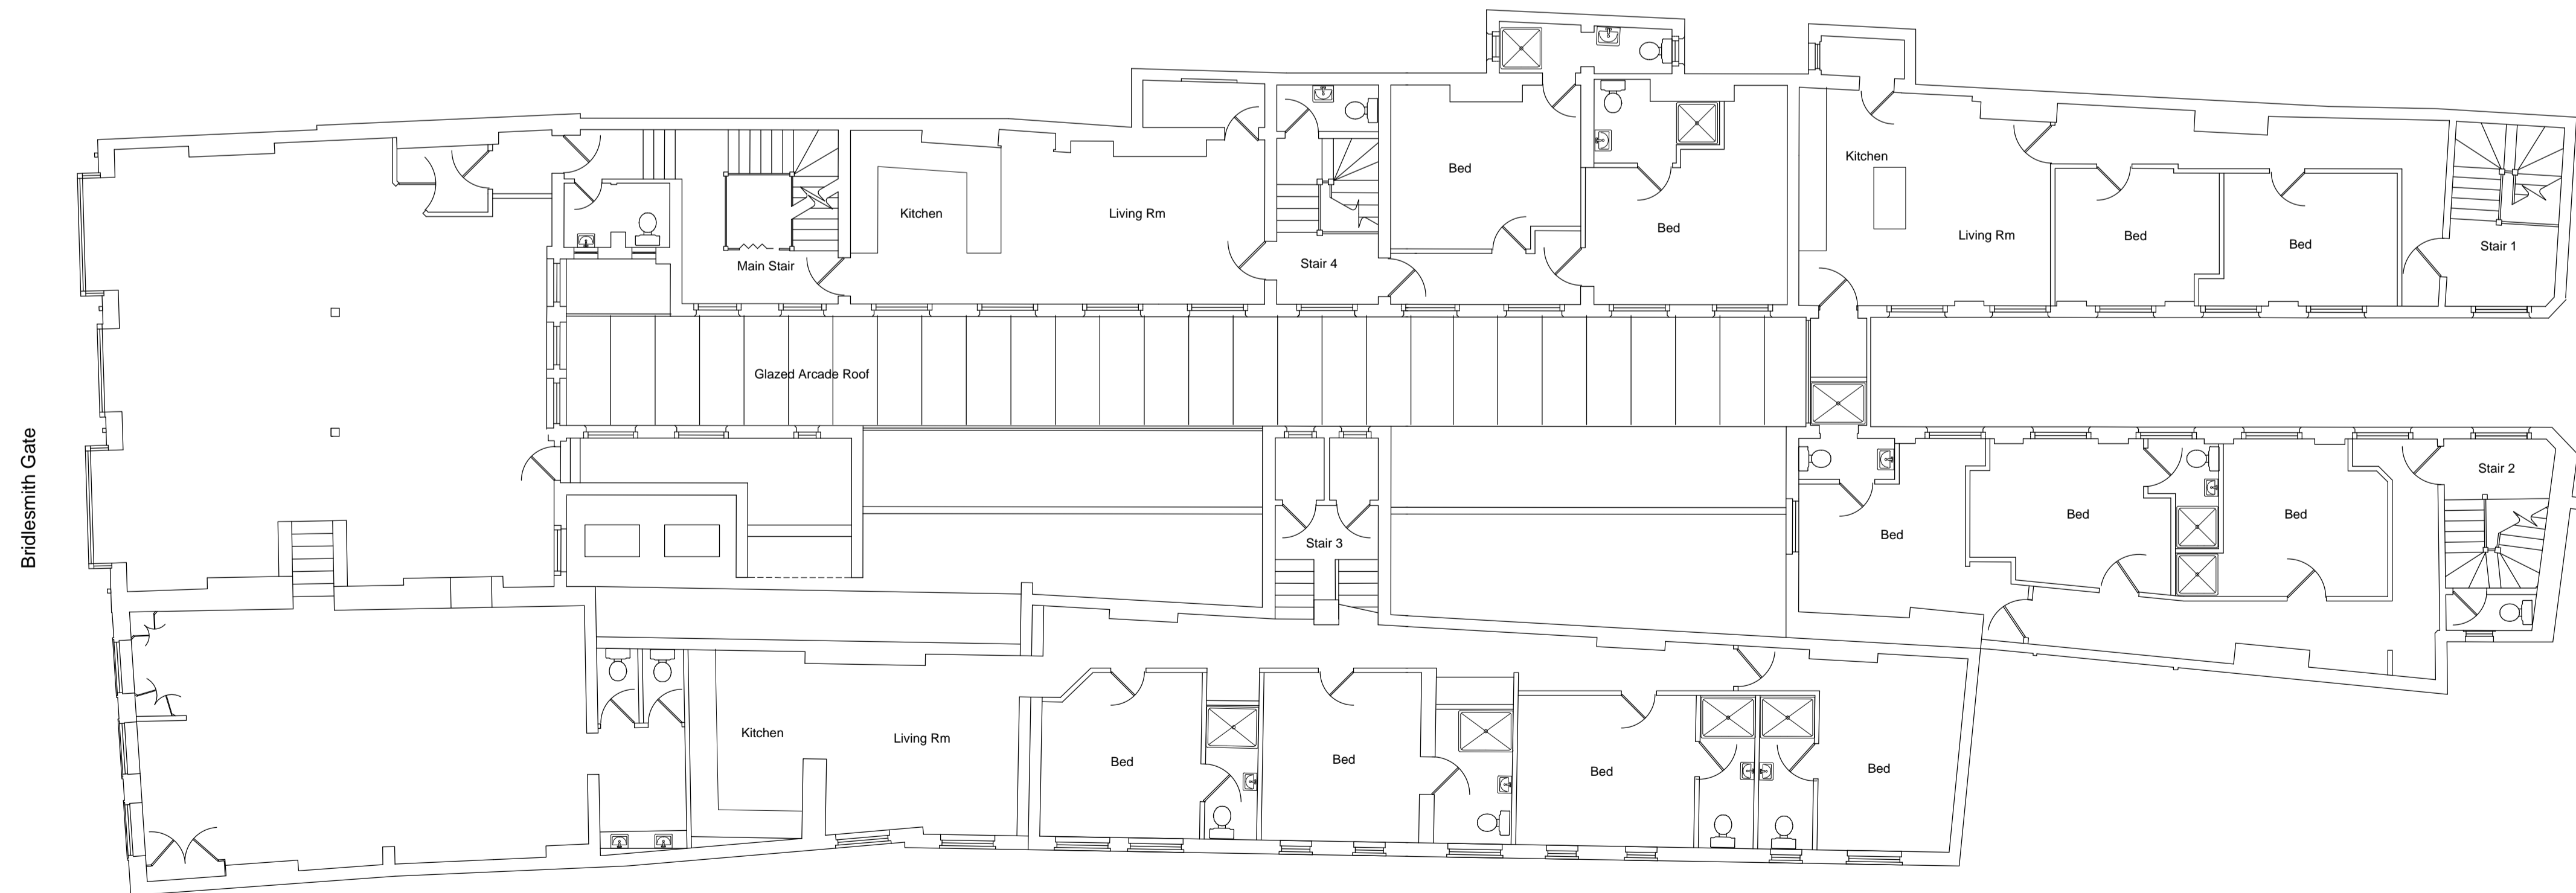 Bed
Kitchen
Kitchen
Living Rm
Bed
Living Rm
Bed
Bed
Stair 1
Main Stair
Stair 4
Glazed Arcade Roof
Bridlesmith Gate
Stair 2
Bed
Bed
Bed
Stair 3
Kitchen
Living Rm
Bed
Bed
Bed
Bed